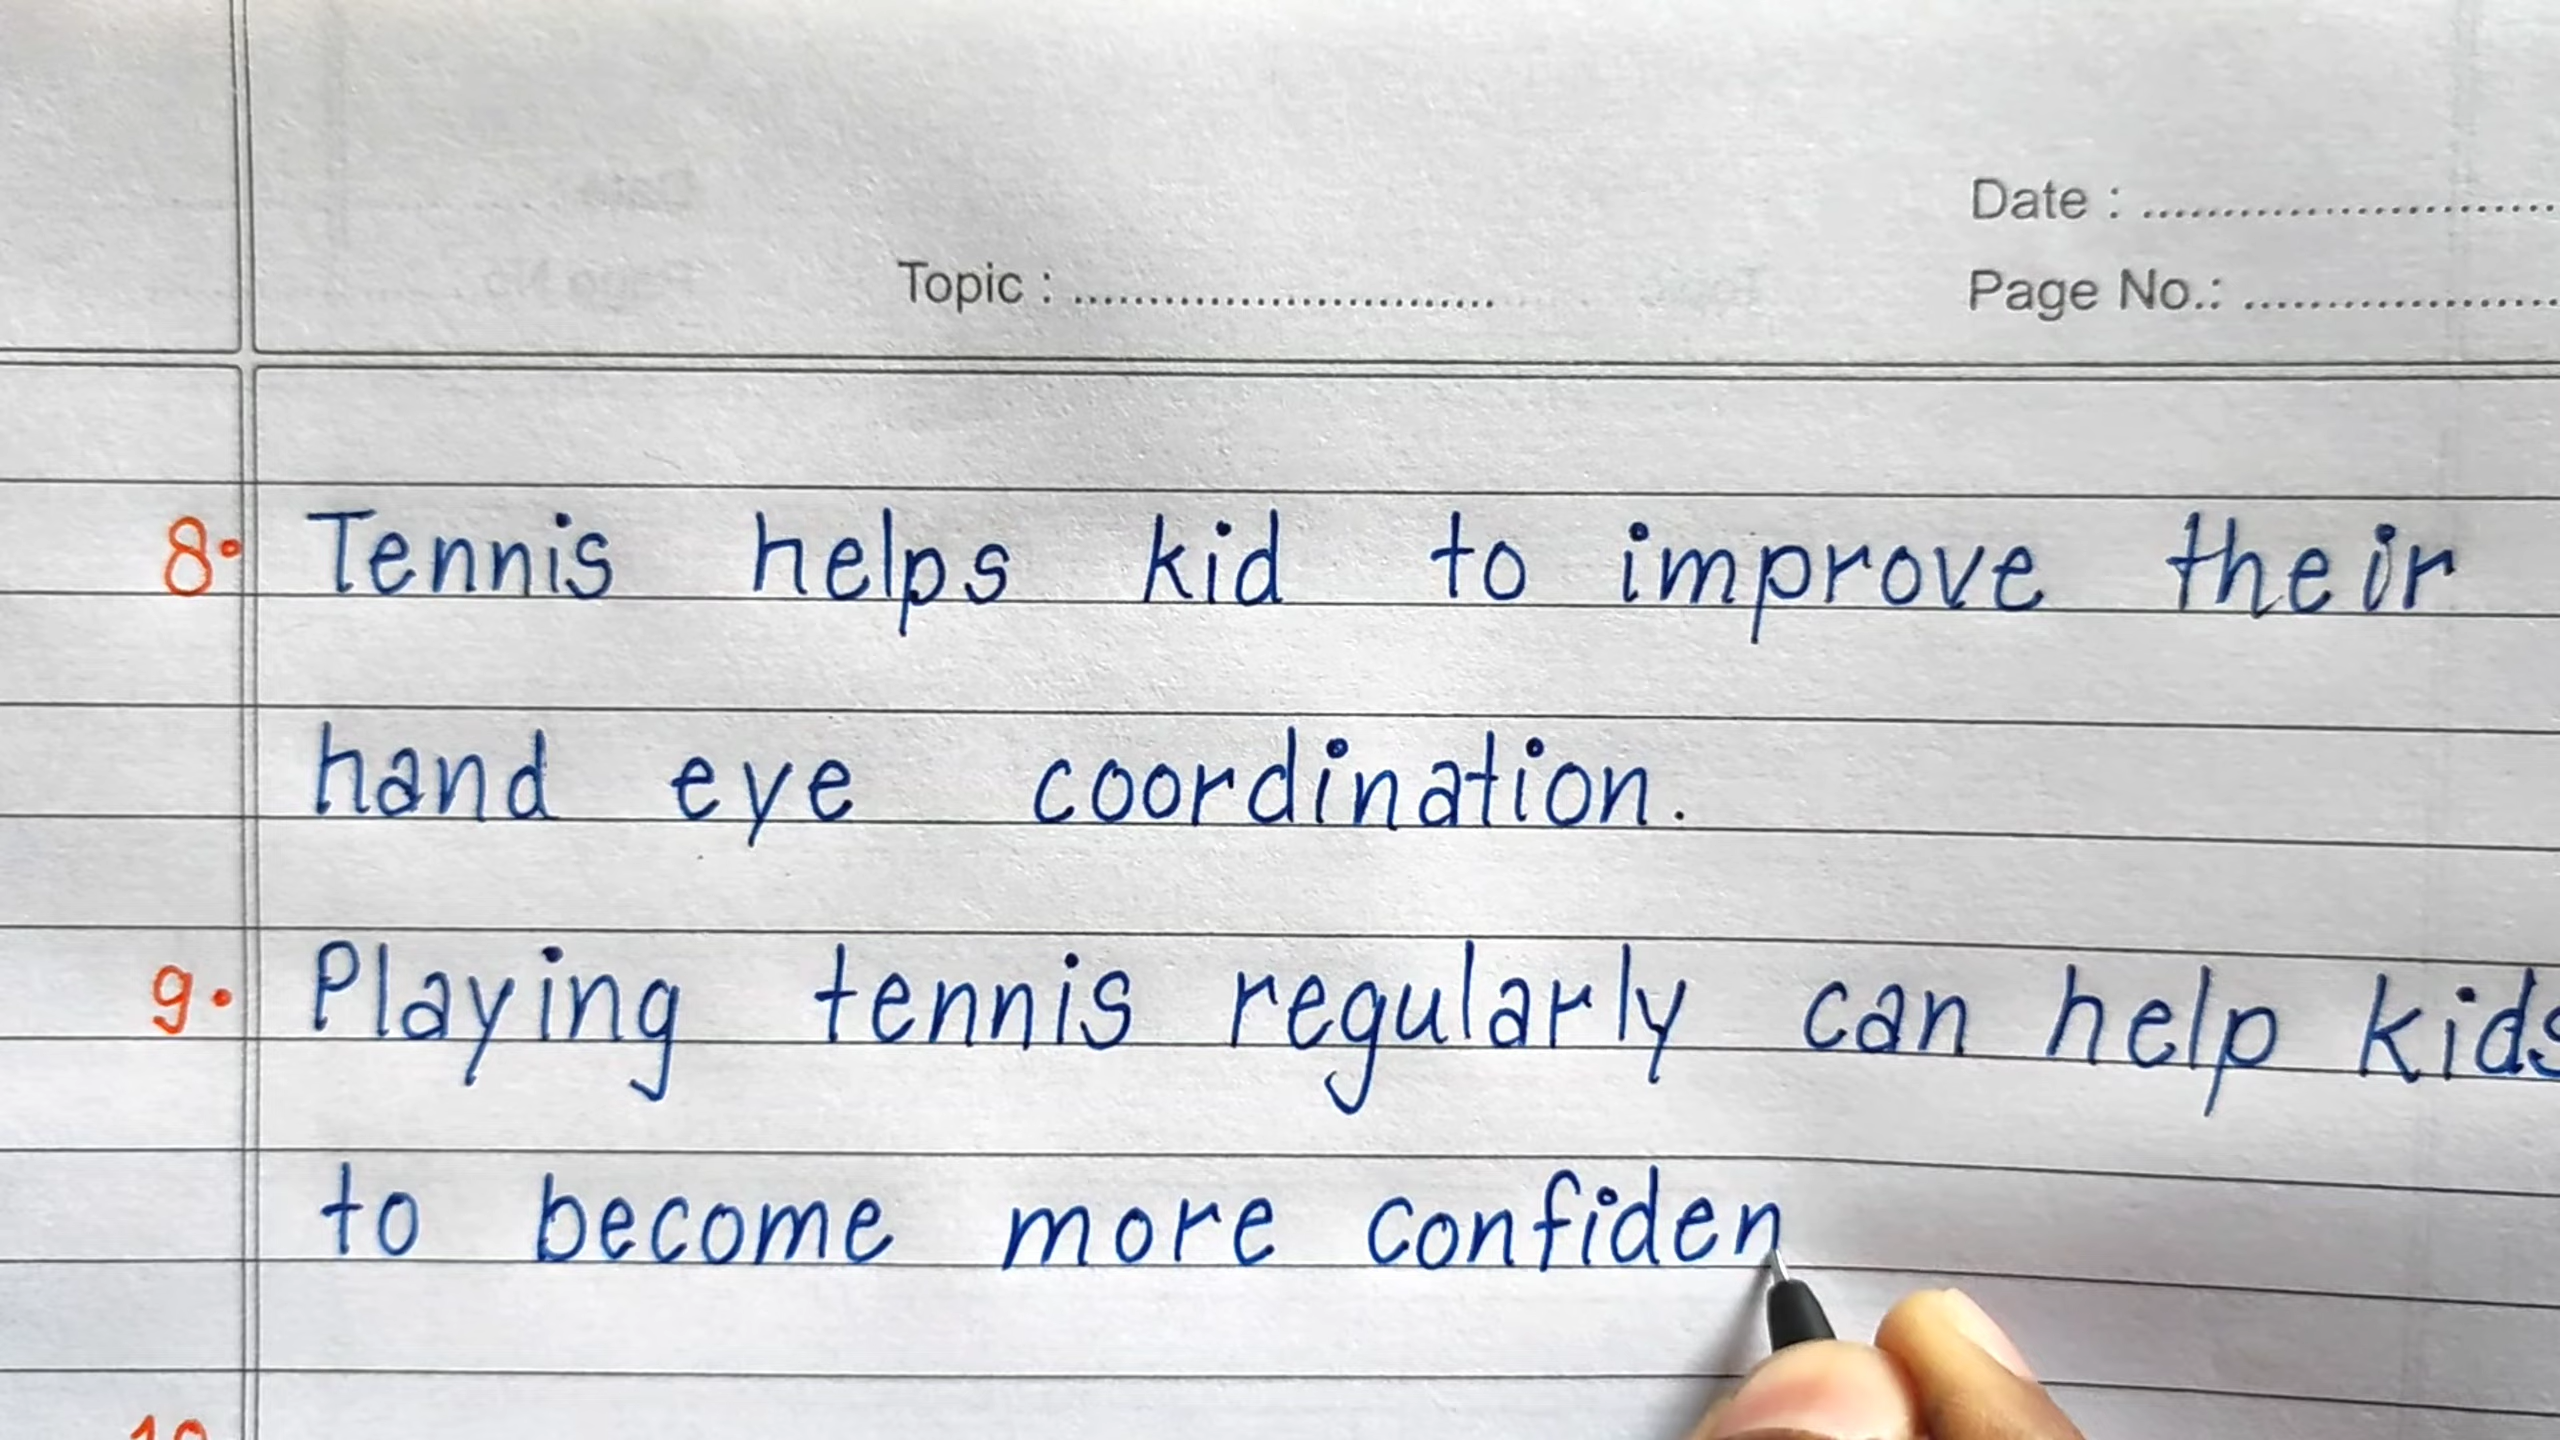 Date : ..........................
Topic : ............................
Page No.: ....................
8. Tennis helps kid to improve their
hand eye coordination.
9. Playing tennis regularly can help kids
to become more confiden
10